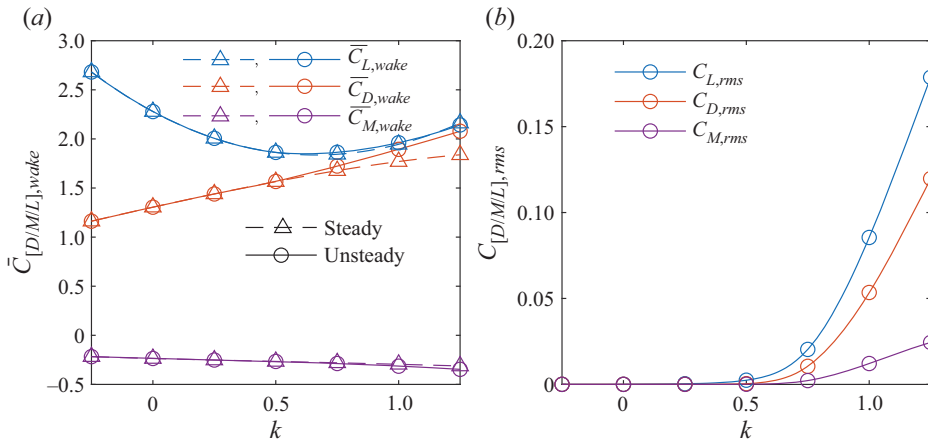 (a)
3.0
2.5
2.0
1.5
1.0
0.5
0
−0.5
C̄[D/M/L],wake
, C̄L,wake
, C̄D,wake
, C̄M,wake
Steady
Unsteady
0 0.5 1.0
k
(b)
0.20
0.15
0.10
0.05
0
C[D/M/L],rms
CL,rms
CD,rms
CM,rms
0 0.5 1.0
k